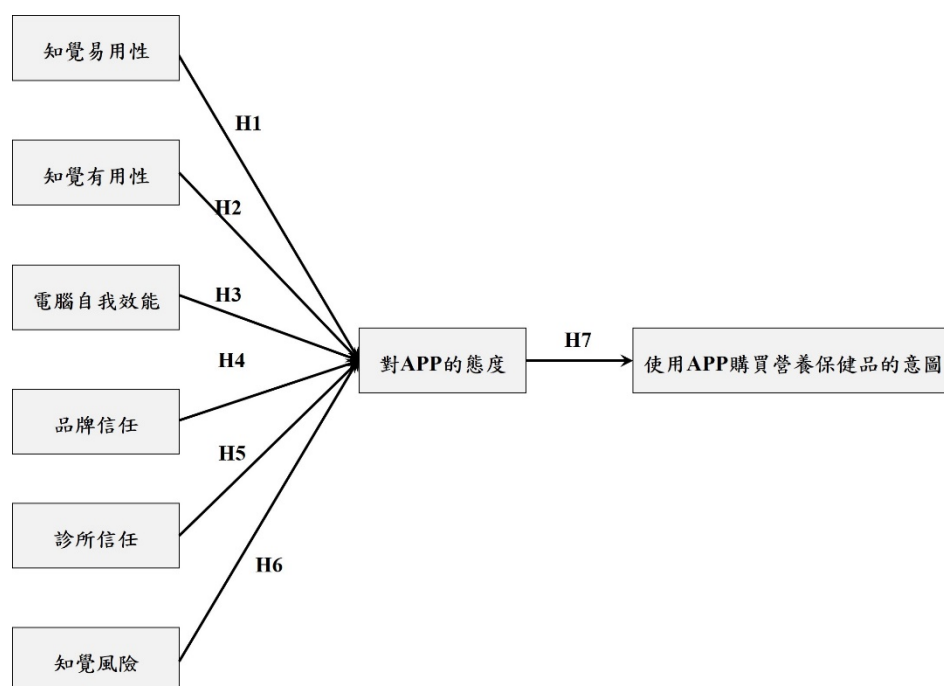 知覺易用性
H1
知覺有用性
H2
電腦自我效能
H3
H4
對APP的態度
H7
使用APP購買營養保健品的意圖
品牌信任
H5
診所信任
H6
知覺風險